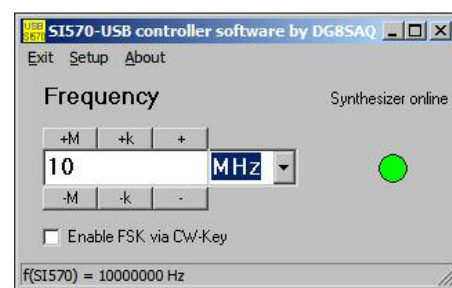 USB SI570 SI570-USB controller software by DG8SAQ
Exit Setup About
Frequency Synthesizer online
+M +k +
10 MHz
-M -k -
Enable FSK via CW-Key
f(SI570) = 10000000 Hz